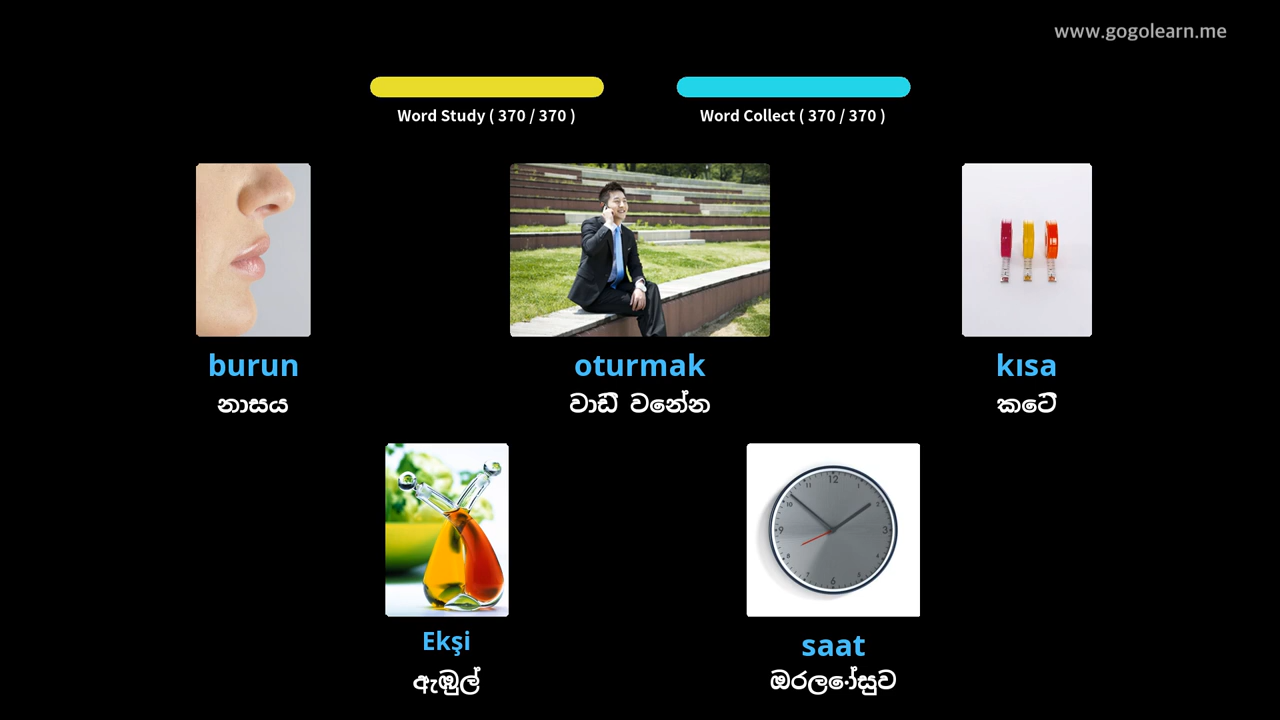 www.gogolearn.me
Word Study ( 370 / 370 )
Word Collect ( 370 / 370 )
burun
oturmak
kısa
නාසය
වාඩි වන්න
කෙටි
Ekşi
saat
ඇඹුල්
ඔරලෝසුව